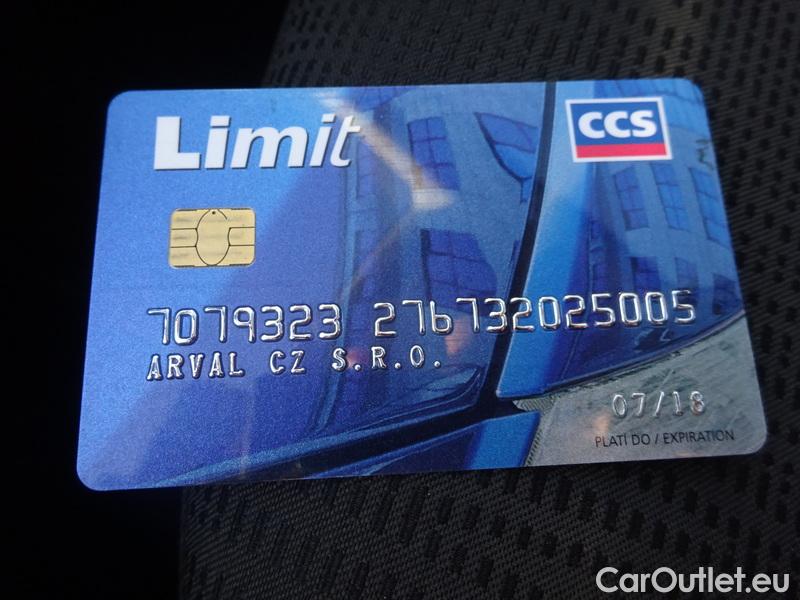 Limit
CCS
7079323 276732025005
ARVAL CZ S.R.O.
07/18
PLATÍ DO / EXPIRATION
CarOutlet.eu